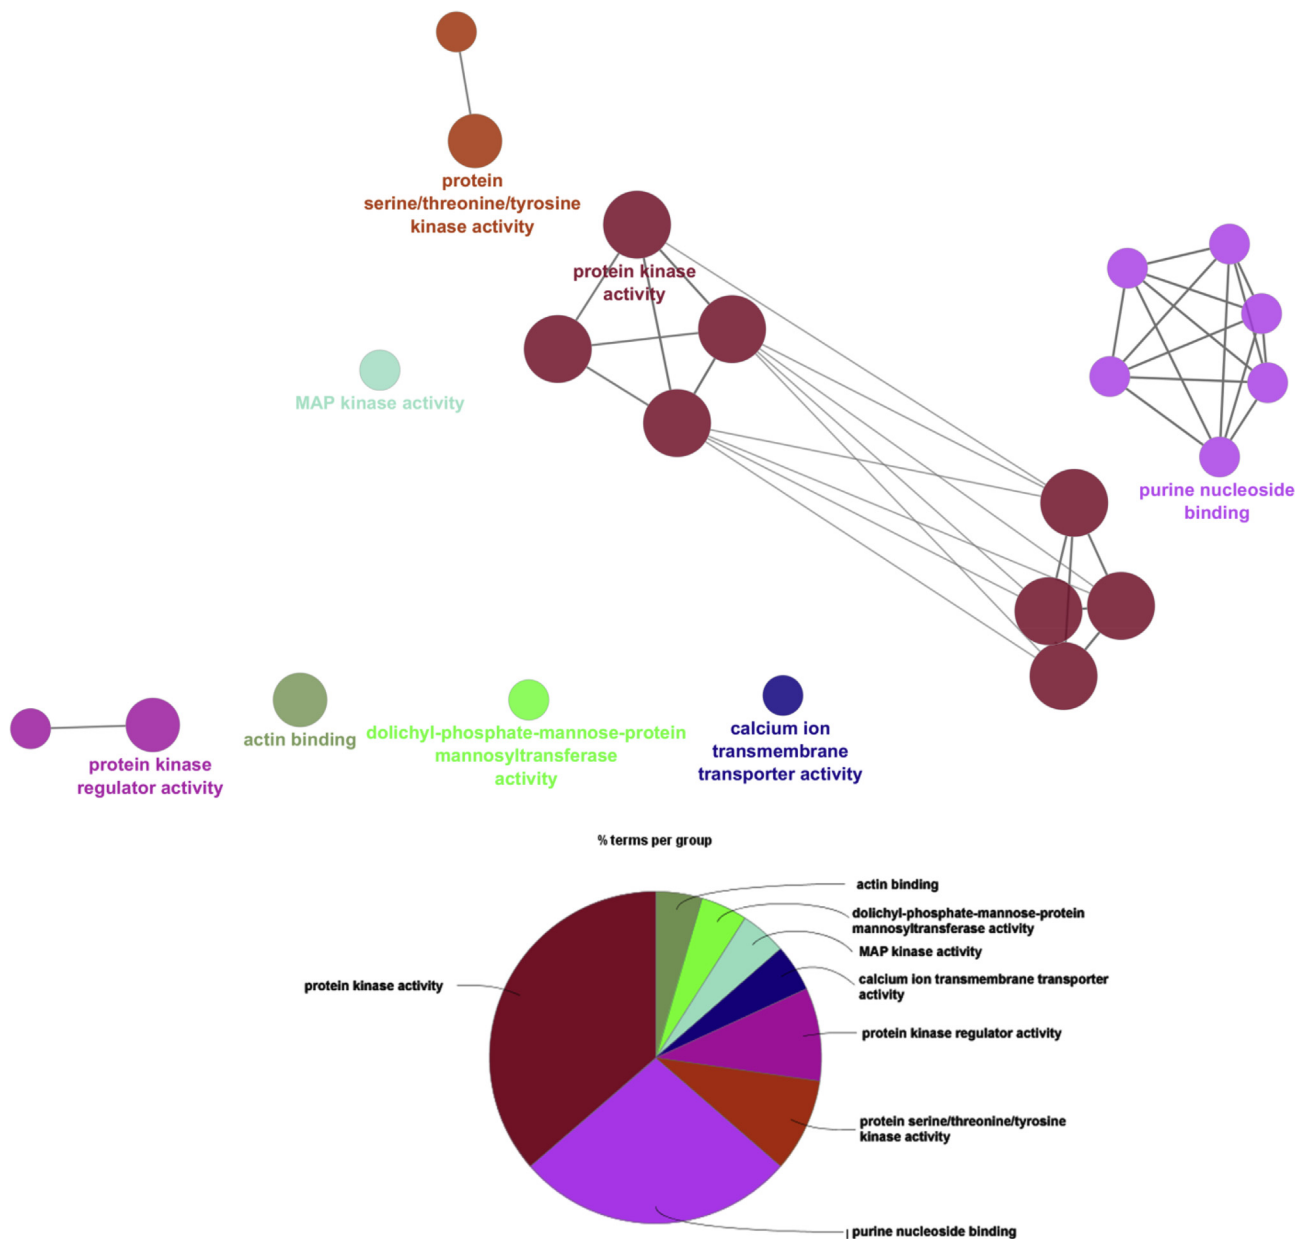 protein
serine/threonine/tyrosine
kinase activity
protein kinase
activity
MAP kinase activity
purine nucleoside
binding
protein kinase
regulator activity
actin binding
dolichyl-phosphate-mannose-protein
mannosyltransferase
activity
calcium ion
transmembrane
transporter activity
% terms per group
actin binding
dolichyl-phosphate-mannose-protein
mannosyltransferase activity
MAP kinase activity
calcium ion transmembrane transporter
activity
protein kinase activity
protein kinase regulator activity
protein serine/threonine/tyrosine
kinase activity
purine nucleoside binding